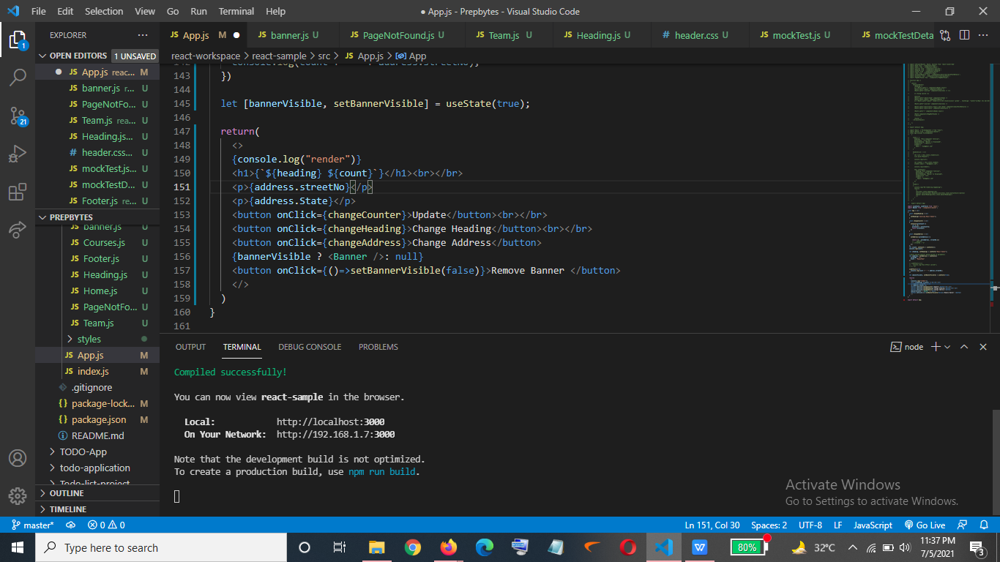 File Edit Selection View Go Run Terminal Help ● App.js - Prepbytes - Visual Studio Code
EXPLORER ···
JS App.js M ● JS banner.js U JS PageNotFound.js U JS Team.js U JS Heading.js U # header.css U JS mockTest.js U JS mockTestDeta ···
OPEN EDITORS 1 UNSAVED
● JS App.js reac... M
JS banner.js r... U
JS PageNotFo... U
JS Team.js rea... U
JS Heading.js... U
# header.css... U
JS mockTest.js... U
JS mockTestD... U
JS Footer.js U
PREPBYTES
JS banner.js U
JS Courses.js U
JS Footer.js U
JS Heading.js U
JS Home.js U
JS PageNotFo... U
JS Team.js U
styles
JS App.js M
JS index.js M
.gitignore
{} package-lock... M
{} package.json M
README.md
TODO-App
todo-application
Todo-list-project
OUTLINE
TIMELINE
react-workspace > react-sample > src > JS App.js > App
143 })
144
145 let [bannerVisible, setBannerVisible] = useState(true);
146
147 return(
148 <>
149 {console.log("render")}
150 <h1>{`${heading} ${count}`}</h1><br></br>
151 <p>{address.streetNo}</p>
152 <p>{address.State}</p>
153 <button onClick={changeCounter}>Update</button><br></br>
154 <button onClick={changeHeading}>Change Heading</button><br></br>
155 <button onClick={changeAddress}>Change Address</button>
156 {bannerVisible ? <Banner />: null}
157 <button onClick={()=>setBannerVisible(false)}>Remove Banner </button>
158 </>
159 )
160 }
161
OUTPUT TERMINAL DEBUG CONSOLE PROBLEMS node
Compiled successfully!
You can now view react-sample in the browser.
Local: http://localhost:3000
On Your Network: http://192.168.1.7:3000
Note that the development build is not optimized.
To create a production build, use npm run build.
Activate Windows
Go to Settings to activate Windows.
1
21
master* 0 0 Ln 151, Col 30 Spaces: 2 UTF-8 LF JavaScript Go Live
Type here to search
80% 32°C 11:37 PM
7/5/2021
3